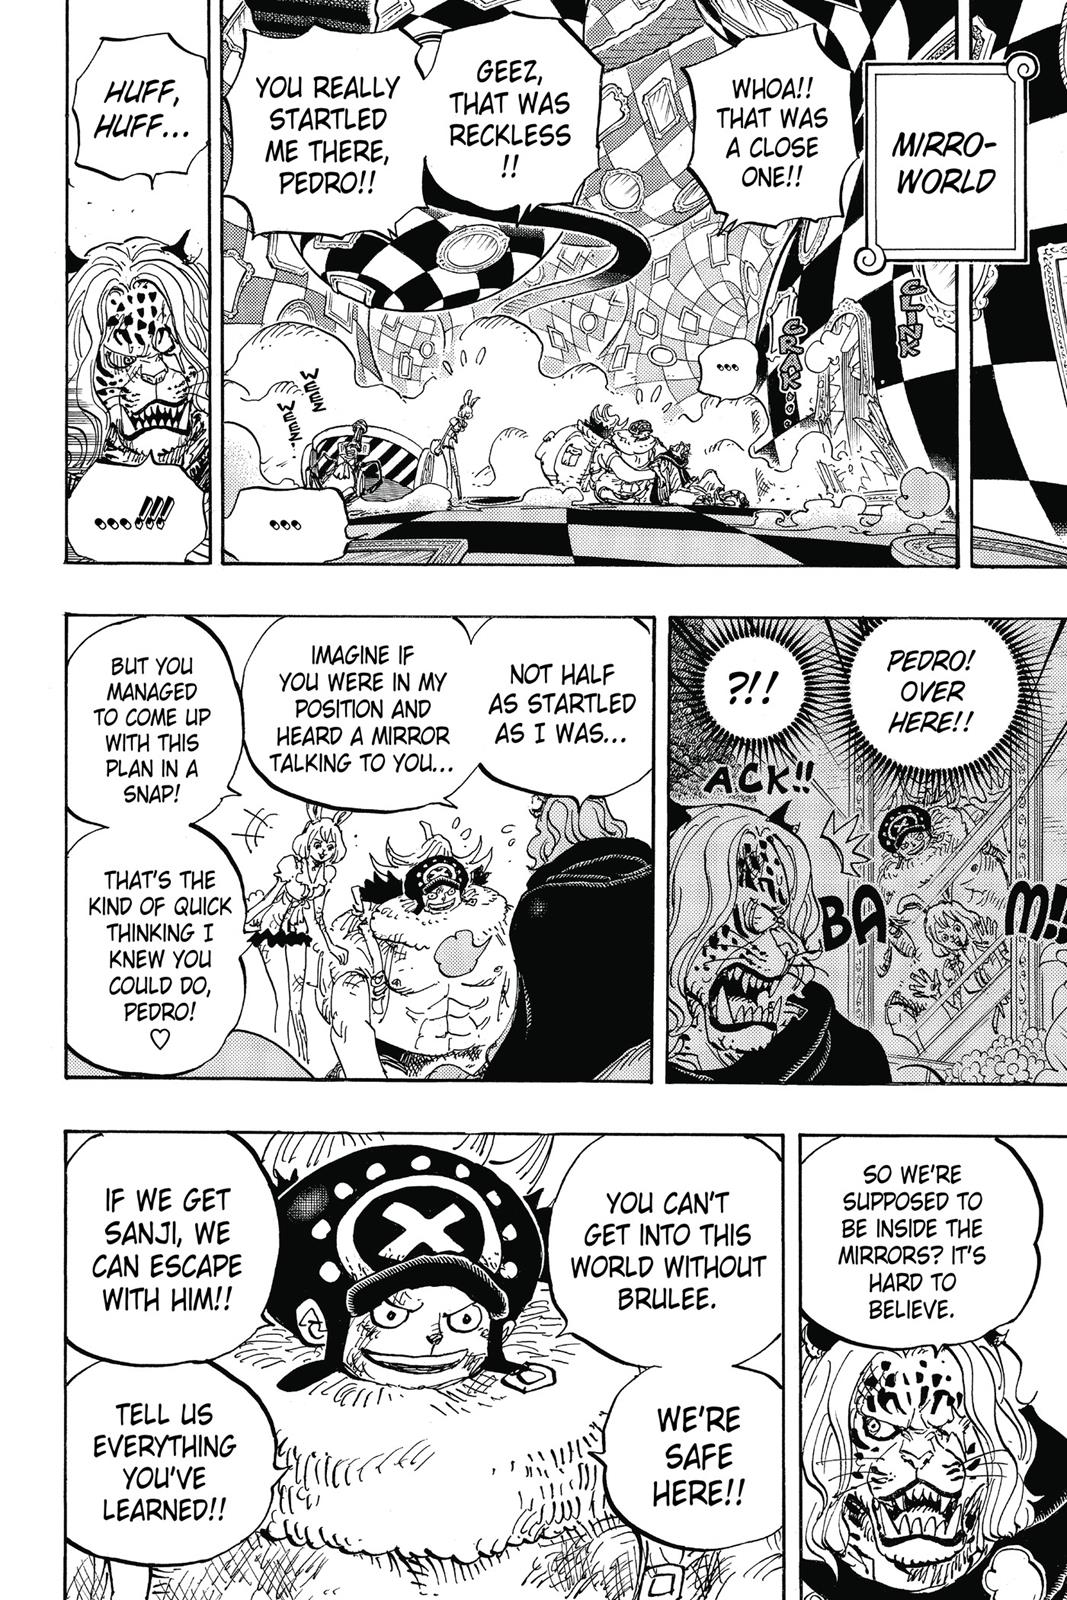 MIRRO-
WORLD
CLINK
WHOA!!
THAT WAS
A CLOSE
ONE!!
GEEZ,
THAT WAS
RECKLESS
!!
YOU REALLY
STARTLED
ME THERE,
PEDRO!!
CRK...
...
WEEZ
WEEZ
...
HUFF,
HUFF...
...!!!
PEDRO!
OVER
HERE!!
?!!
ACK!!
BAM!!
NOT HALF
AS STARTLED
AS I WAS...
IMAGINE IF
YOU WERE IN MY
POSITION AND
HEARD A MIRROR
TALKING TO YOU...
BUT YOU
MANAGED
TO COME UP
WITH THIS
PLAN IN A
SNAP!
THAT'S THE
KIND OF QUICK
THINKING I
KNEW YOU
COULD DO,
PEDRO!
♡
SO WE'RE
SUPPOSED TO
BE INSIDE THE
MIRRORS? IT'S
HARD TO
BELIEVE.
YOU CAN'T
GET INTO THIS
WORLD WITHOUT
BRULEE.
WE'RE
SAFE
HERE!!
IF WE GET
SANJI, WE
CAN ESCAPE
WITH HIM!!
TELL US
EVERYTHING
YOU'VE
LEARNED!!